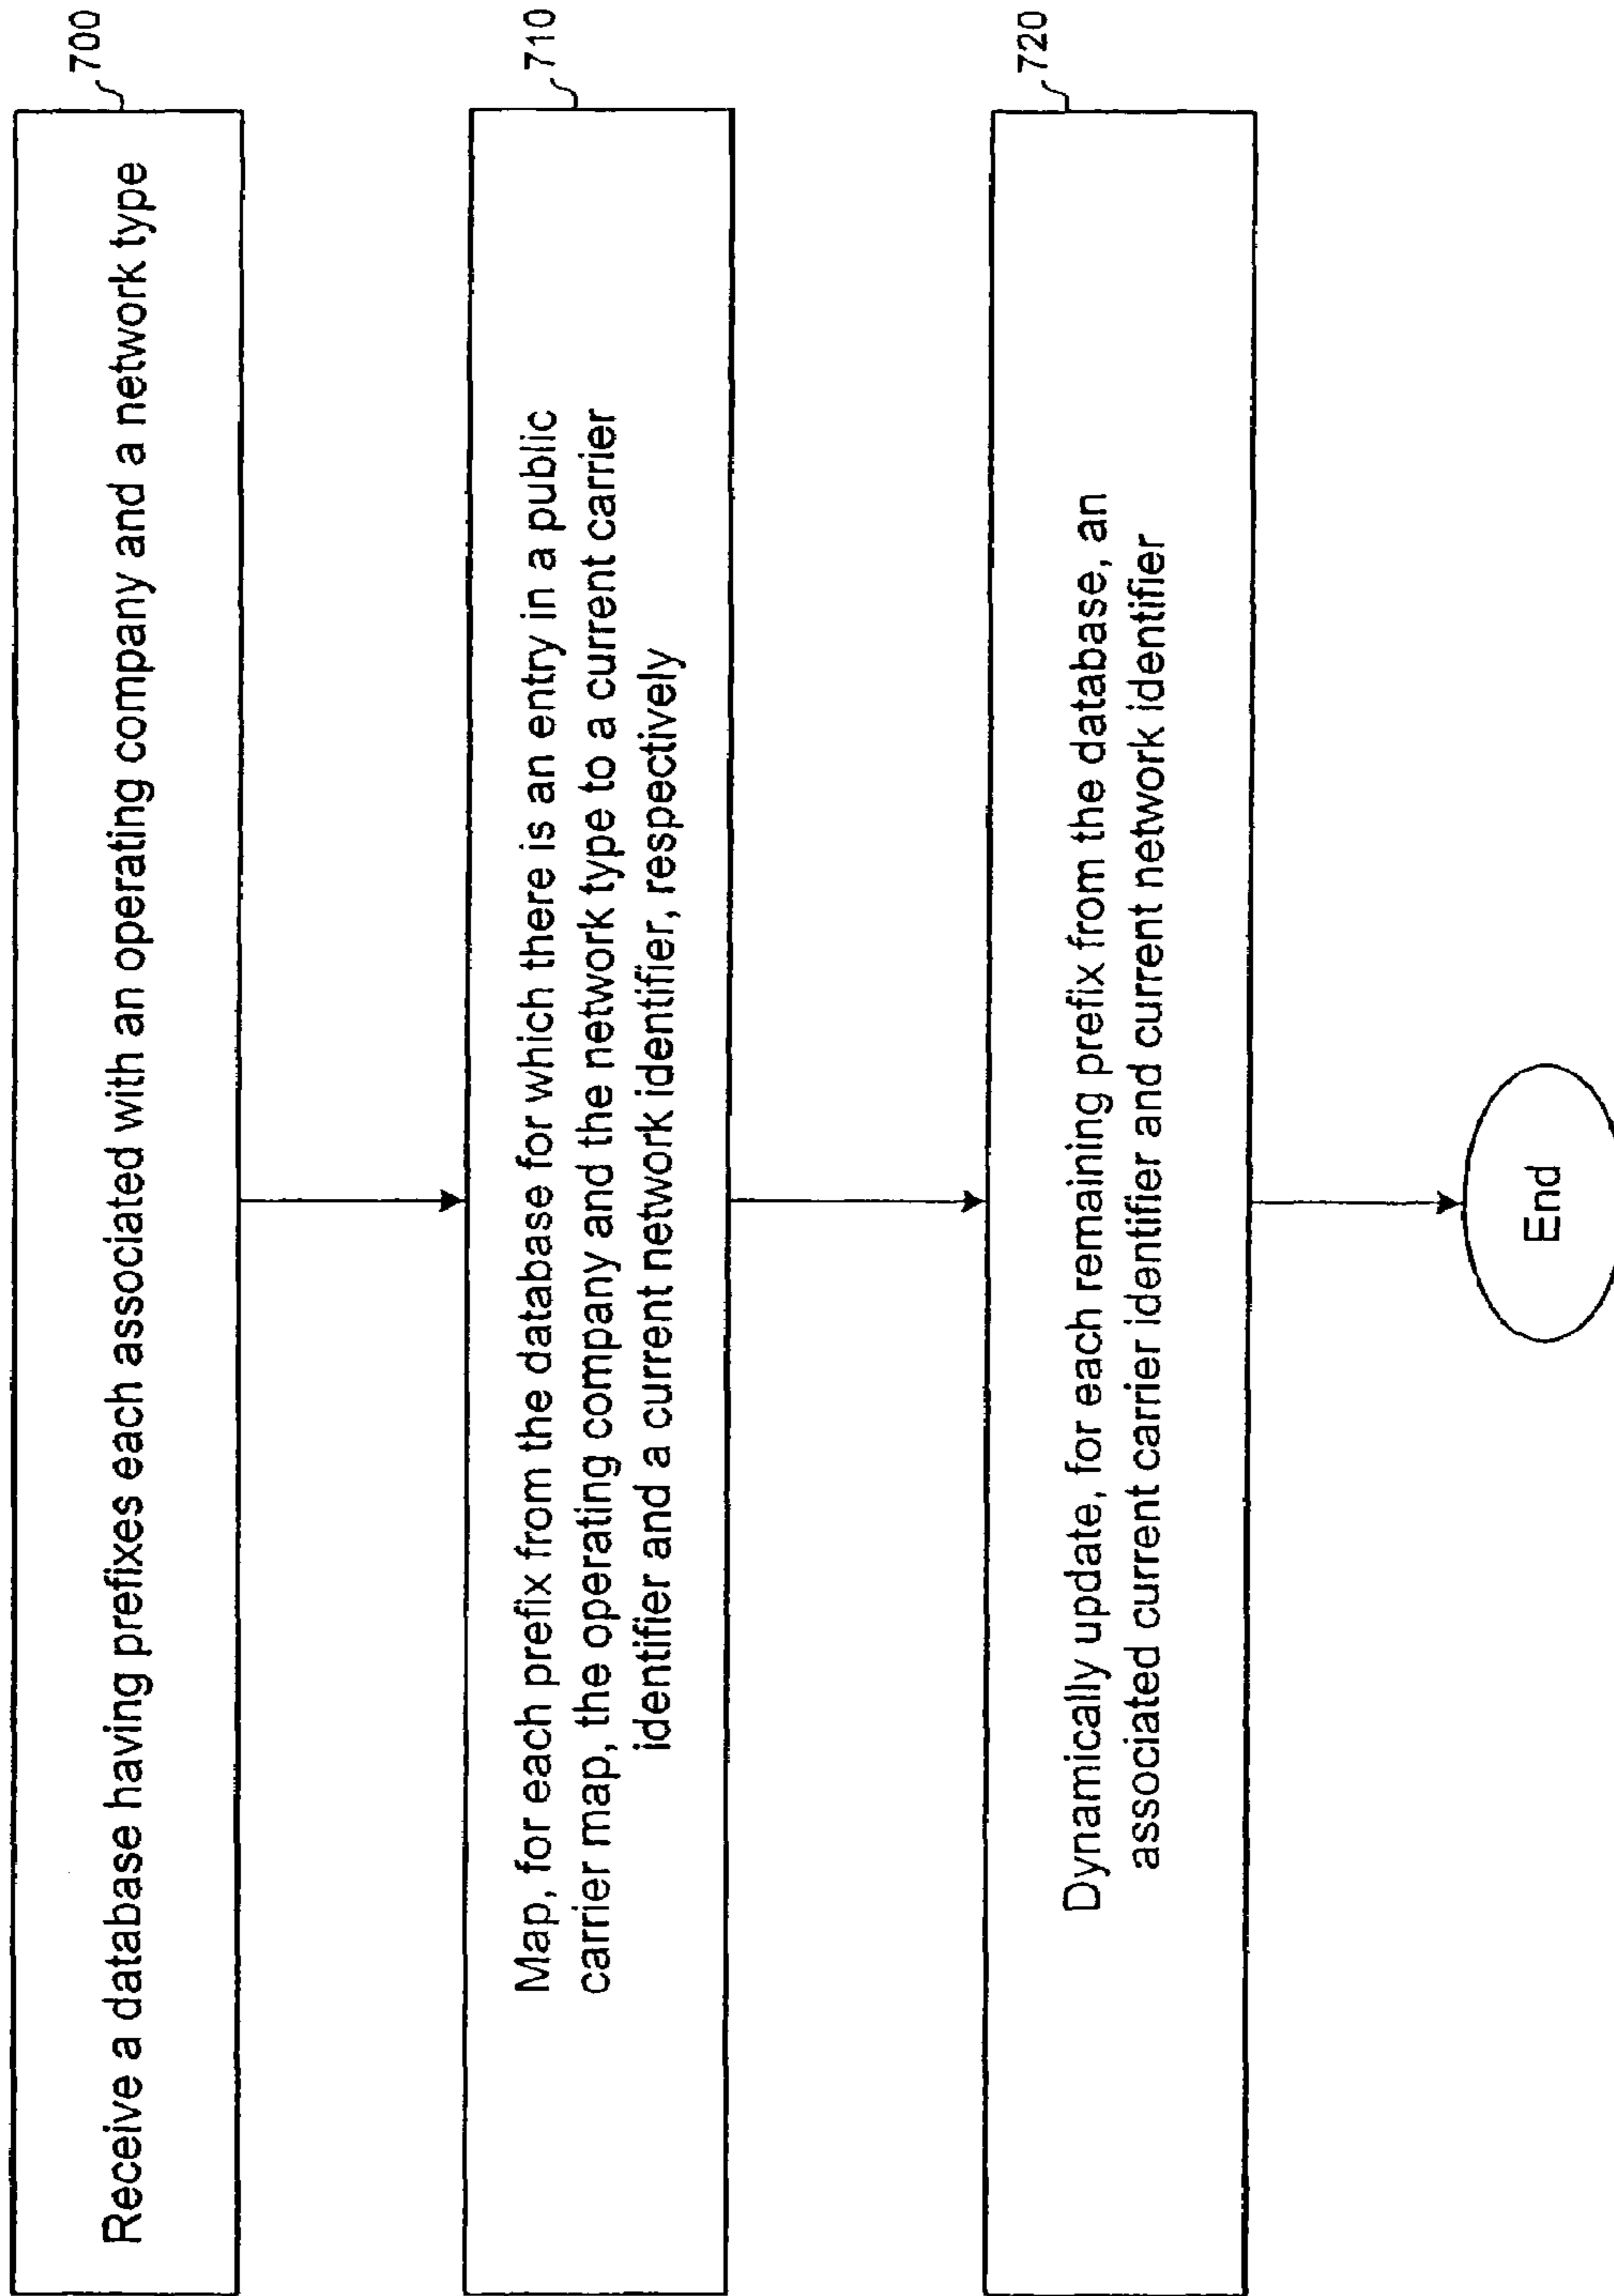 700
Receive a database having prefixes each associated with an operating company and a network type
710
Map, for each prefix from the database for which there is an entry in a public
carrier map, the operating company and the network type to a current carrier
identifier and a current network identifier, respectively
720
Dynamically update, for each remaining prefix from the database, an
associated current carrier identifier and current network identifier
End